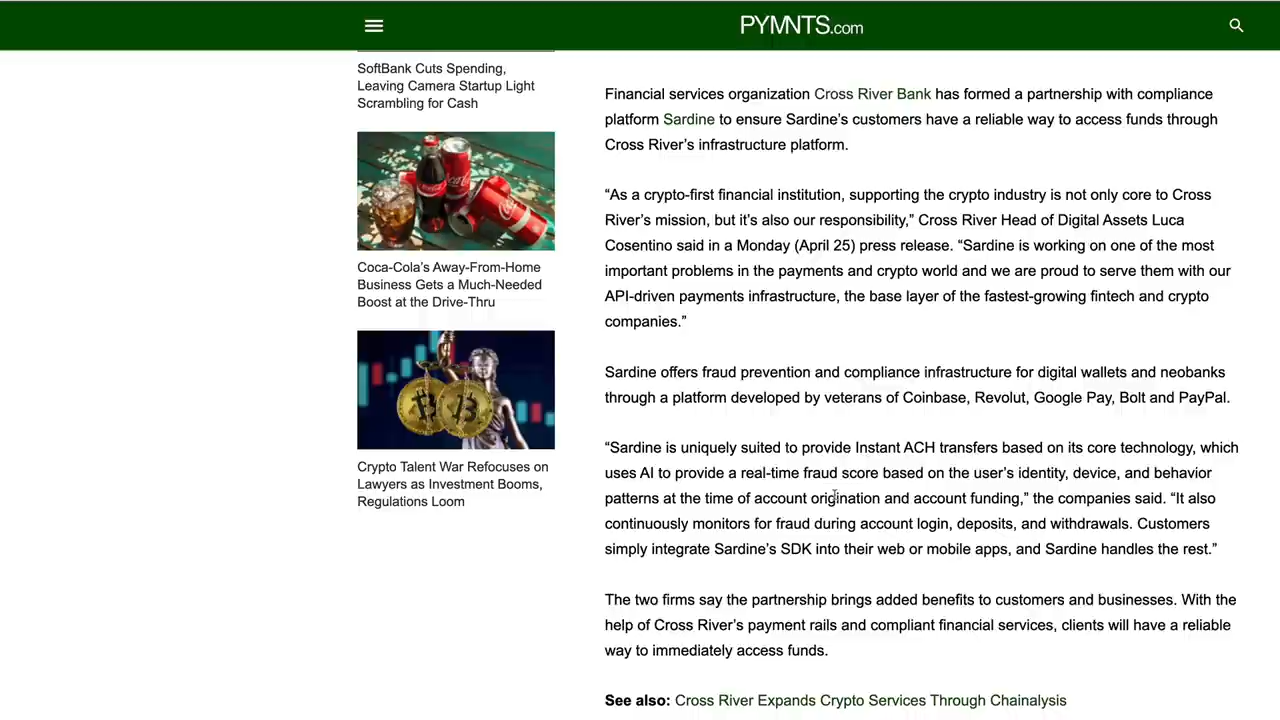 PYMNTS.com
SoftBank Cuts Spending,
Leaving Camera Startup Light
Scrambling for Cash
Coca-Cola’s Away-From-Home
Business Gets a Much-Needed
Boost at the Drive-Thru
Crypto Talent War Refocuses on
Lawyers as Investment Booms,
Regulations Loom
Financial services organization Cross River Bank has formed a partnership with compliance
platform Sardine to ensure Sardine’s customers have a reliable way to access funds through
Cross River’s infrastructure platform.
“As a crypto-first financial institution, supporting the crypto industry is not only core to Cross
River’s mission, but it’s also our responsibility,” Cross River Head of Digital Assets Luca
Cosentino said in a Monday (April 25) press release. “Sardine is working on one of the most
important problems in the payments and crypto world and we are proud to serve them with our
API-driven payments infrastructure, the base layer of the fastest-growing fintech and crypto
companies.”
Sardine offers fraud prevention and compliance infrastructure for digital wallets and neobanks
through a platform developed by veterans of Coinbase, Revolut, Google Pay, Bolt and PayPal.
“Sardine is uniquely suited to provide Instant ACH transfers based on its core technology, which
uses AI to provide a real-time fraud score based on the user’s identity, device, and behavior
patterns at the time of account origination and account funding,” the companies said. “It also
continuously monitors for fraud during account login, deposits, and withdrawals. Customers
simply integrate Sardine’s SDK into their web or mobile apps, and Sardine handles the rest.”
The two firms say the partnership brings added benefits to customers and businesses. With the
help of Cross River’s payment rails and compliant financial services, clients will have a reliable
way to immediately access funds.
See also: Cross River Expands Crypto Services Through Chainalysis